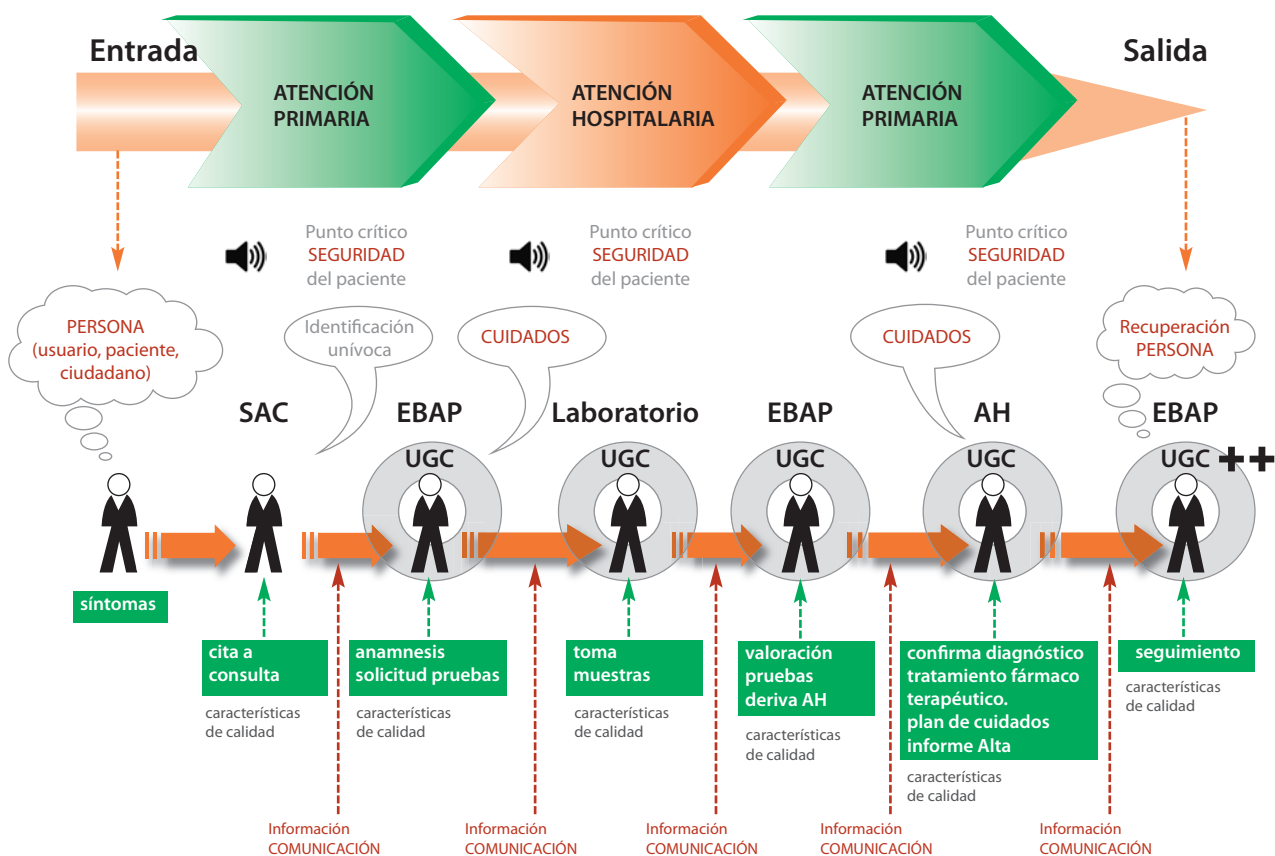 Entrada
Salida
ATENCIÓN
PRIMARIA
ATENCIÓN
HOSPITALARIA
ATENCIÓN
PRIMARIA
Punto crítico
SEGURIDAD
del paciente
Punto crítico
SEGURIDAD
del paciente
Punto crítico
SEGURIDAD
del paciente
PERSONA
(usuario, paciente,
ciudadano)
Identificación
unívoca
CUIDADOS
CUIDADOS
Recuperación
PERSONA
SAC
EBAP
Laboratorio
EBAP
AH
EBAP
UGC
UGC
UGC
UGC
UGC ++
síntomas
cita a
consulta
características
de calidad
anamnesis
solicitud pruebas
características
de calidad
toma
muestras
características
de calidad
valoración
pruebas
deriva AH
características
de calidad
confirma diagnóstico
tratamiento fármaco
terapéutico.
plan de cuidados
informe Alta
características
de calidad
seguimiento
características
de calidad
Información
COMUNICACIÓN
Información
COMUNICACIÓN
Información
COMUNICACIÓN
Información
COMUNICACIÓN
Información
COMUNICACIÓN